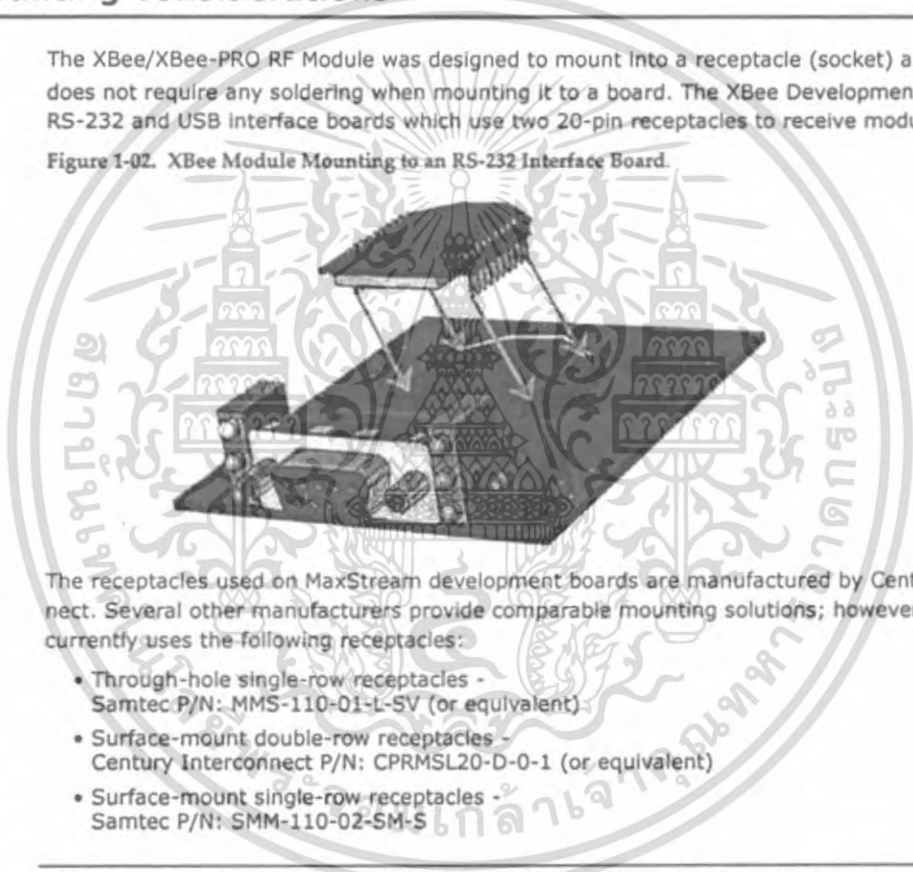 The XBee/XBee-PRO RF Module was designed to mount into a receptacle (socket) a
does not require any soldering when mounting it to a board. The XBee Development
RS-232 and USB interface boards which use two 20-pin receptacles to receive modu
Figure 1-02. XBee Module Mounting to an RS-232 Interface Board.
The receptacles used on MaxStream development boards are manufactured by Cent
nect. Several other manufacturers provide comparable mounting solutions; however
currently uses the following receptacles:
• Through-hole single-row receptacles -
Samtec P/N: MMS-110-01-L-SV (or equivalent)
• Surface-mount double-row receptacles -
Century Interconnect P/N: CPRMSL20-D-0-1 (or equivalent)
• Surface-mount single-row receptacles -
Samtec P/N: SMM-110-02-SM-S